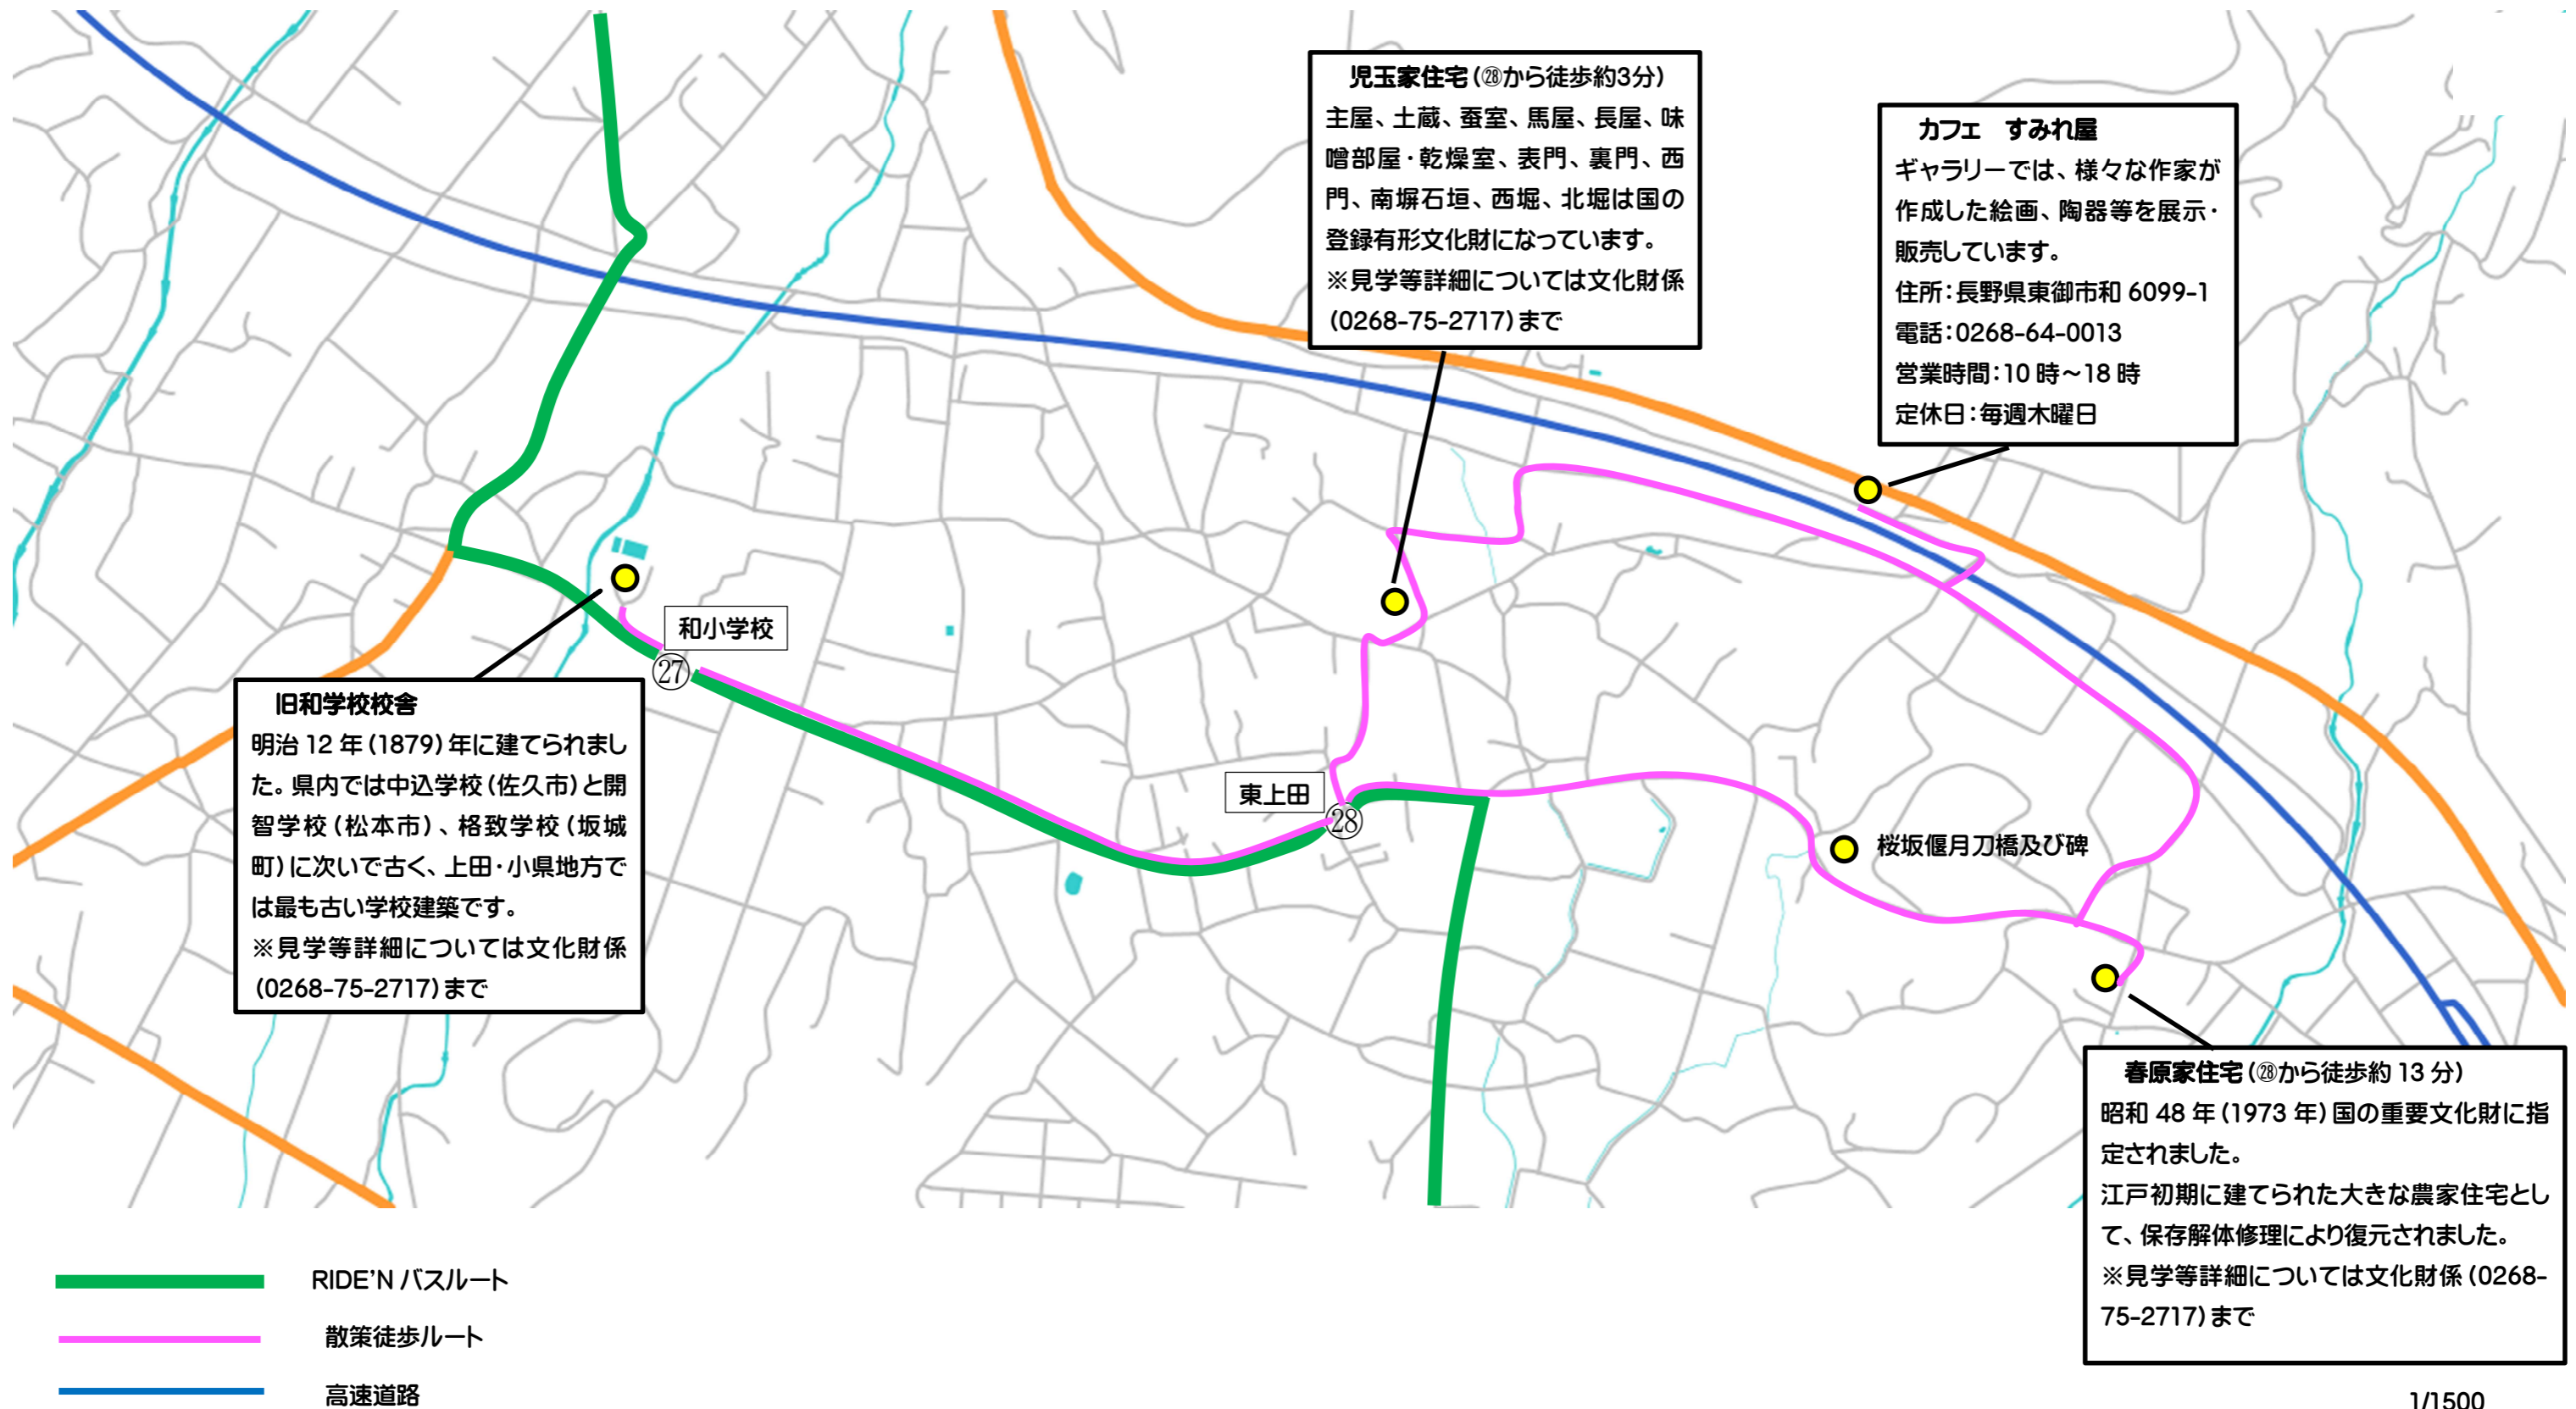 児玉家住宅（㉘から徒歩約3分）
主屋、土蔵、蚕室、馬屋、長屋、味
噌部屋・乾燥室、表門、裏門、西
門、南塀石垣、西堀、北堀は国の
登録有形文化財になっています。
※見学等詳細については文化財係
（0268-75-2717）まで
カフェ　すみれ屋
ギャラリーでは、様々な作家が
作成した絵画、陶器等を展示・
販売しています。
住所：長野県東御市和 6099-1
電話：0268-64-0013
営業時間：10 時～18 時
定休日：毎週木曜日
和小学校
㉗
旧和学校校舎
明治 12 年（1879）年に建てられまし
た。県内では中込学校（佐久市）と開
智学校（松本市）、格致学校（坂城
町）に次いで古く、上田・小県地方で
は最も古い学校建築です。
※見学等詳細については文化財係
（0268-75-2717）まで
東上田
㉘
桜坂偃月刀橋及び碑
春原家住宅（㉘から徒歩約 13 分）
昭和 48 年（1973 年）国の重要文化財に指
定されました。
江戸初期に建てられた大きな農家住宅とし
て、保存解体修理により復元されました。
※見学等詳細については文化財係（0268-
75-2717）まで
RIDE'N バスルート
散策徒歩ルート
高速道路
1/1500